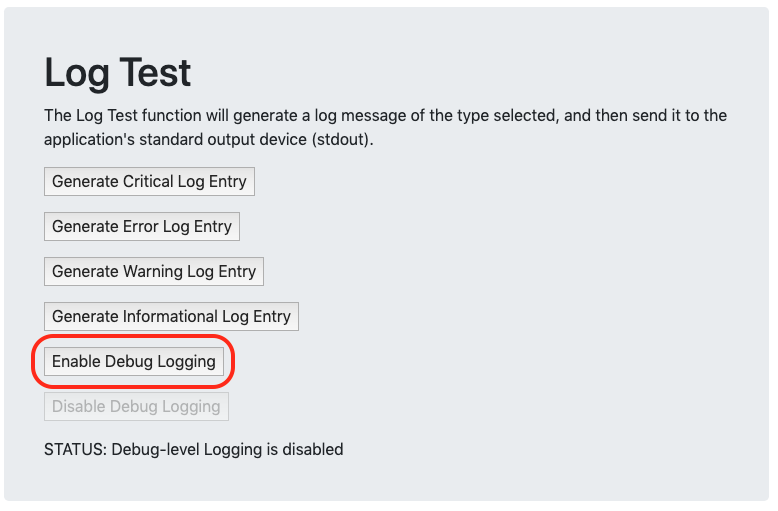 Log Test
The Log Test function will generate a log message of the type selected, and then send it to the
application's standard output device (stdout).
Generate Critical Log Entry
Generate Error Log Entry
Generate Warning Log Entry
Generate Informational Log Entry
Enable Debug Logging
Disable Debug Logging
STATUS: Debug-level Logging is disabled